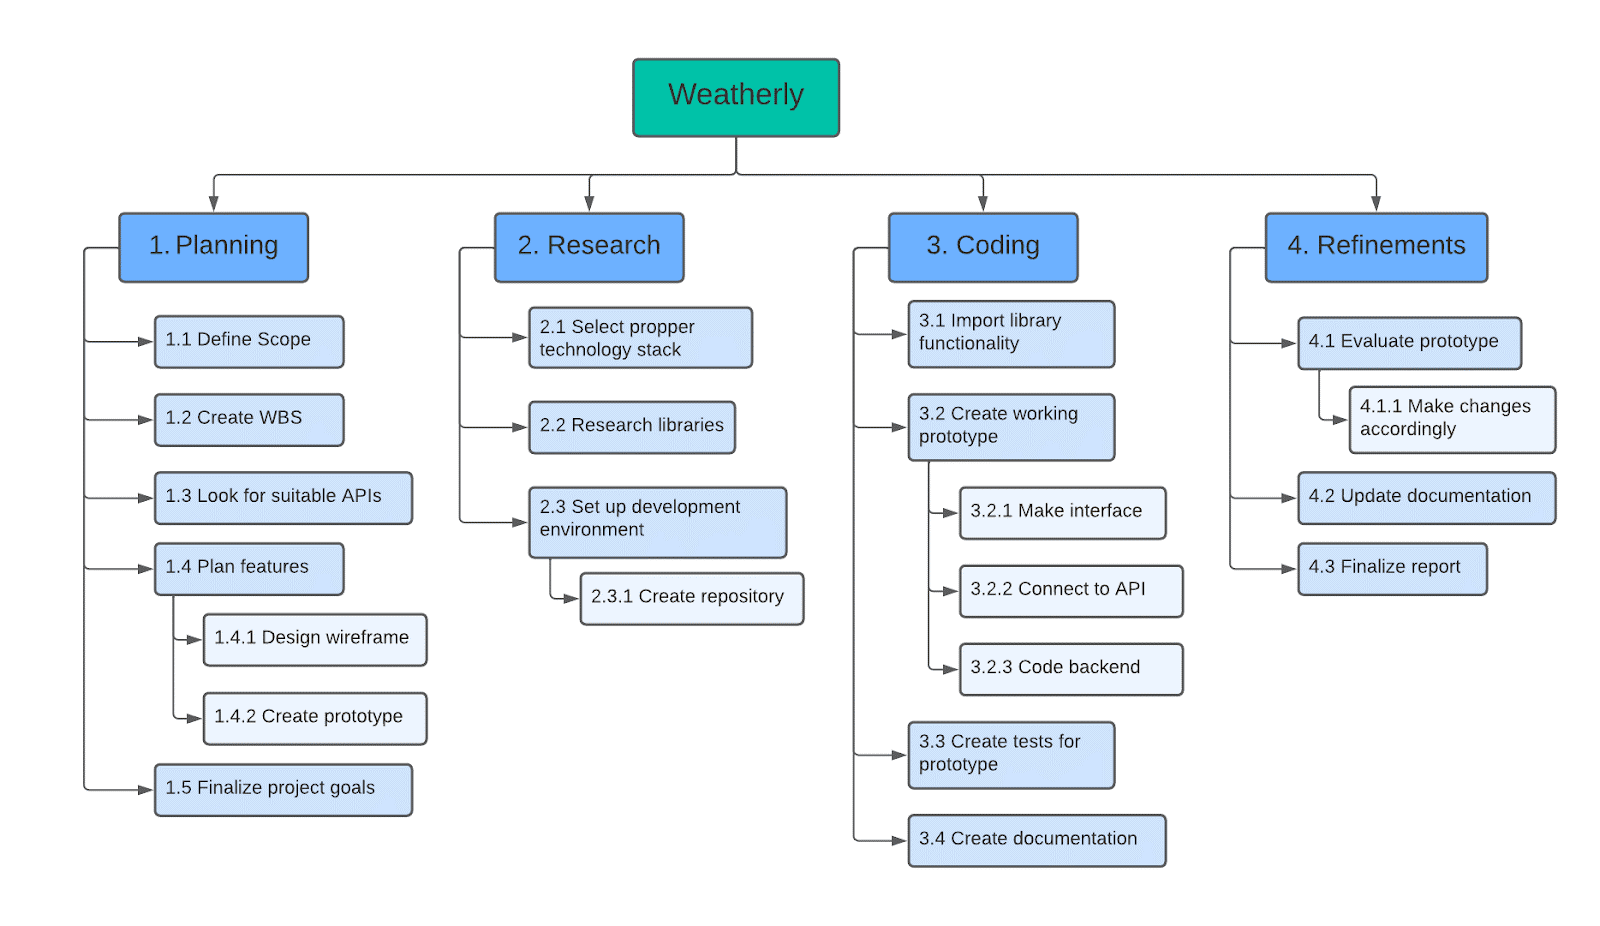 Weatherly
1. Planning
1.1 Define Scope
1.2 Create WBS
1.3 Look for suitable APIs
1.4 Plan features
1.4.1 Design wireframe
1.4.2 Create prototype
1.5 Finalize project goals
2. Research
2.1 Select propper
technology stack
2.2 Research libraries
2.3 Set up development
environment
2.3.1 Create repository
3. Coding
3.1 Import library
functionality
3.2 Create working
prototype
3.2.1 Make interface
3.2.2 Connect to API
3.2.3 Code backend
3.3 Create tests for
prototype
3.4 Create documentation
4. Refinements
4.1 Evaluate prototype
4.1.1 Make changes
accordingly
4.2 Update documentation
4.3 Finalize report